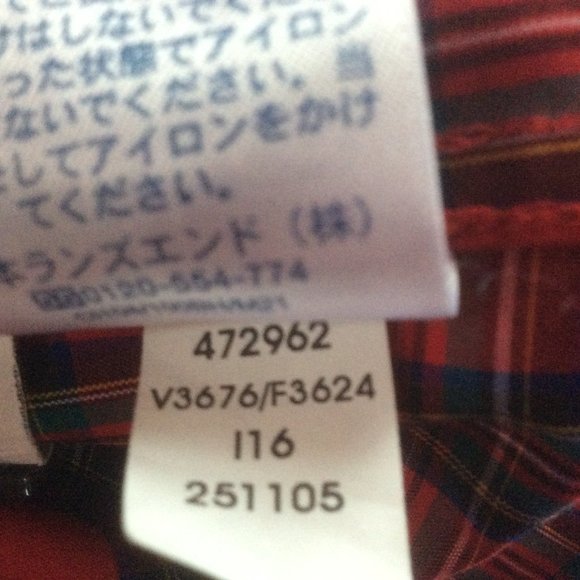 はしないでくださ
った状態でアイロン
ないでください。当
してアイロンをかけ
てください。
ランズエンド（株）
0120-554-774
472962
V3676/F3624
I16
251105